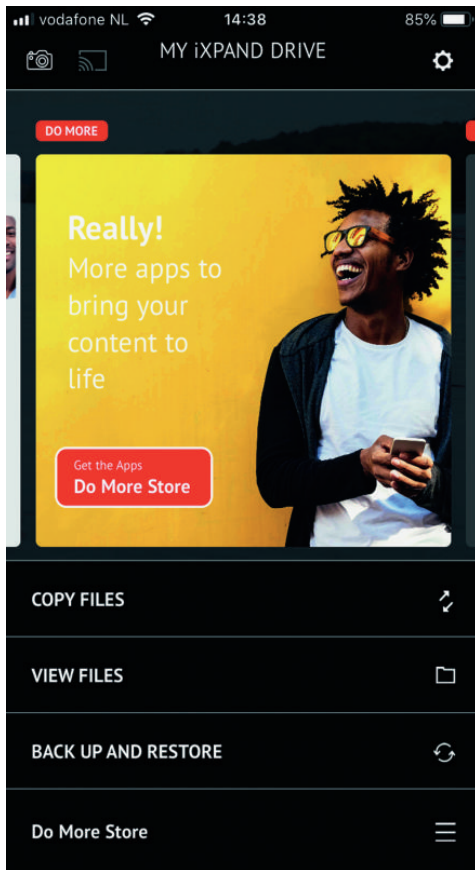 vodafone NL 14:38 85%
MY iXPAND DRIVE
DO MORE
Really!
More apps to
bring your
content to
life
Get the Apps
Do More Store
COPY FILES
VIEW FILES
BACK UP AND RESTORE
Do More Store